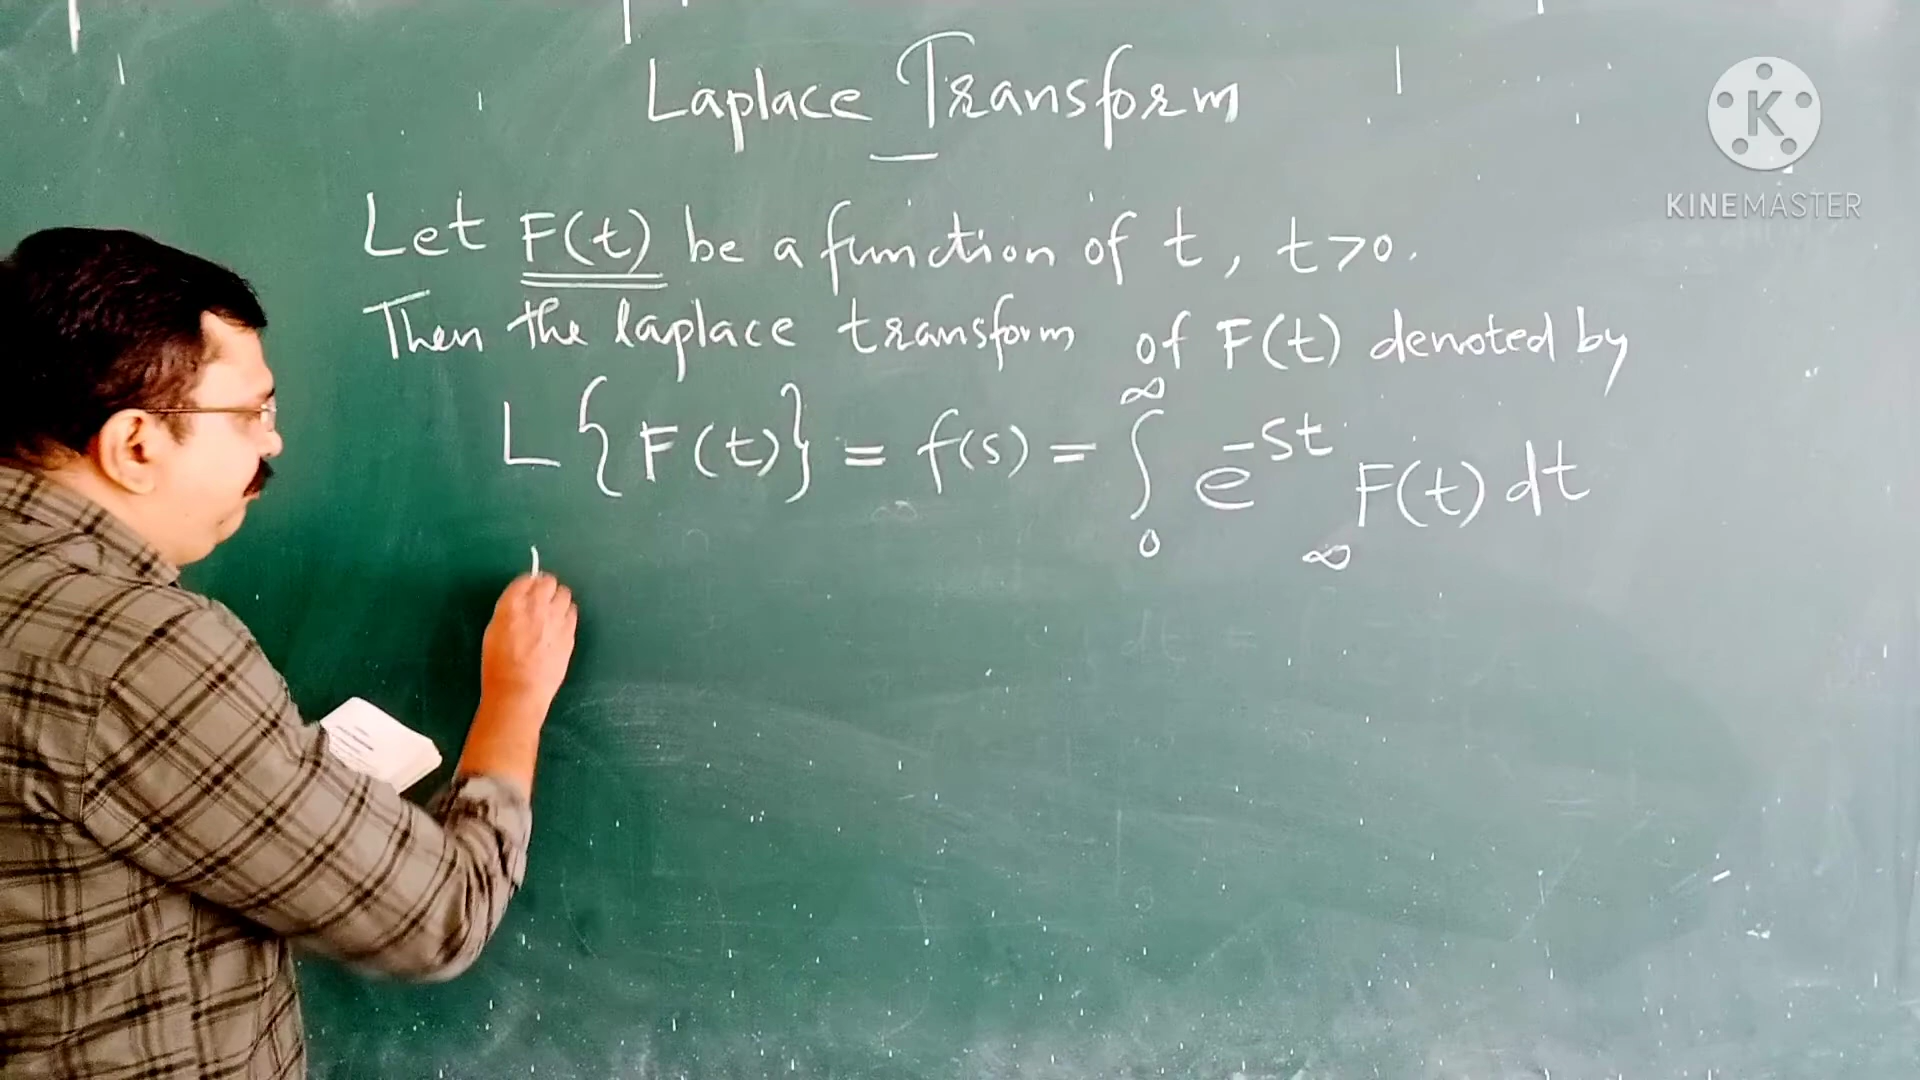 Laplace Transform
K
KINEMASTER
Let F(t) be a function of t, t>0.
Then the laplace transform of F(t) denoted by
L{F(t)} = f(s) = ∫₀^∞ e^{-st} F(t) dt
∞